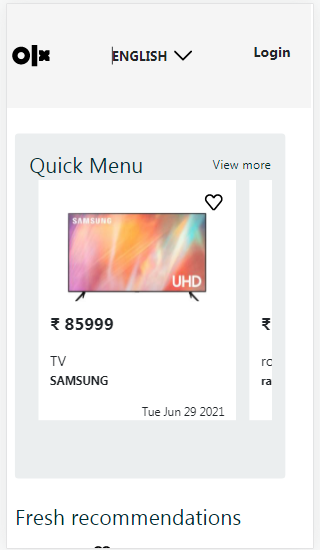 olx
ENGLISH
Login
Quick Menu
View more
SAMSUNG
UHD
₹ 85999
₹
TV
ro
SAMSUNG
ra
Tue Jun 29 2021
Fresh recommendations